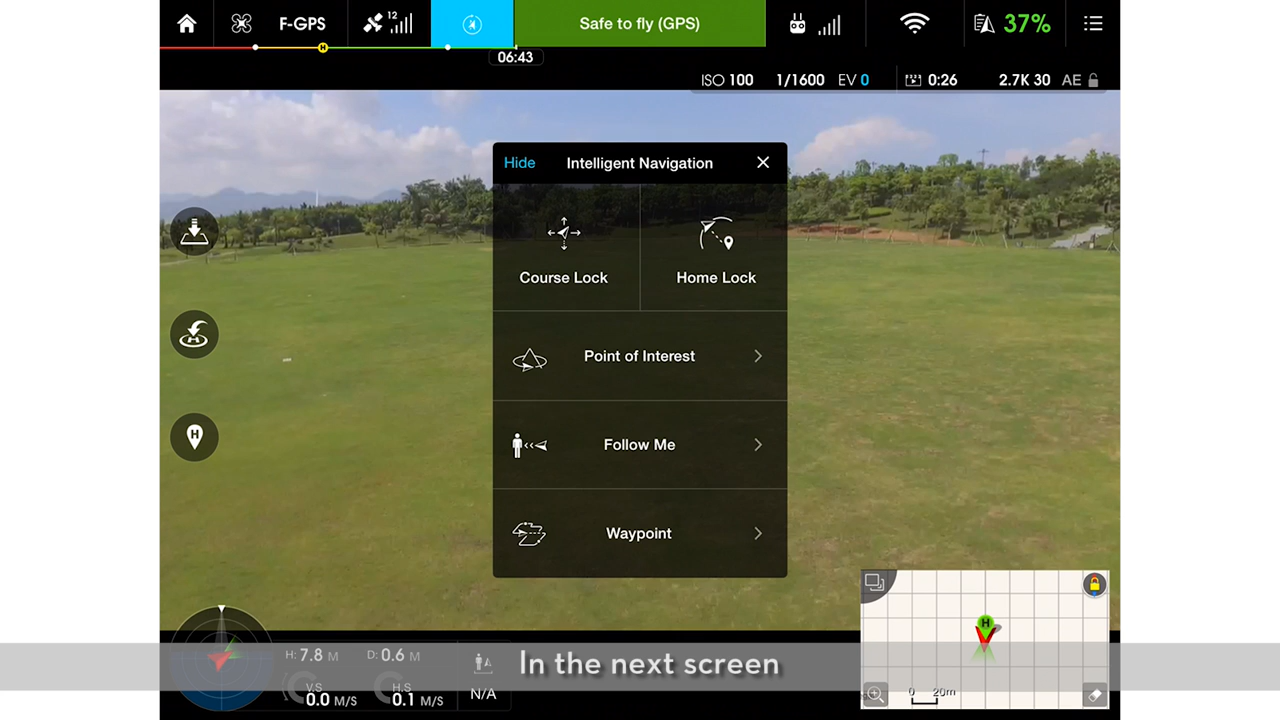 F-GPS 12 Safe to fly (GPS) 37%
H
06:43
ISO 100 1/1600 EV 0 0:26 2.7K 30 AE
Hide Intelligent Navigation
Course Lock Home Lock
Point of Interest
Follow Me
Waypoint
H
H
H
H: 7.8 M D: 0.6 M
In the next screen
V.S 0.0 M/S H.S 0.1 M/S N/A
0 20m